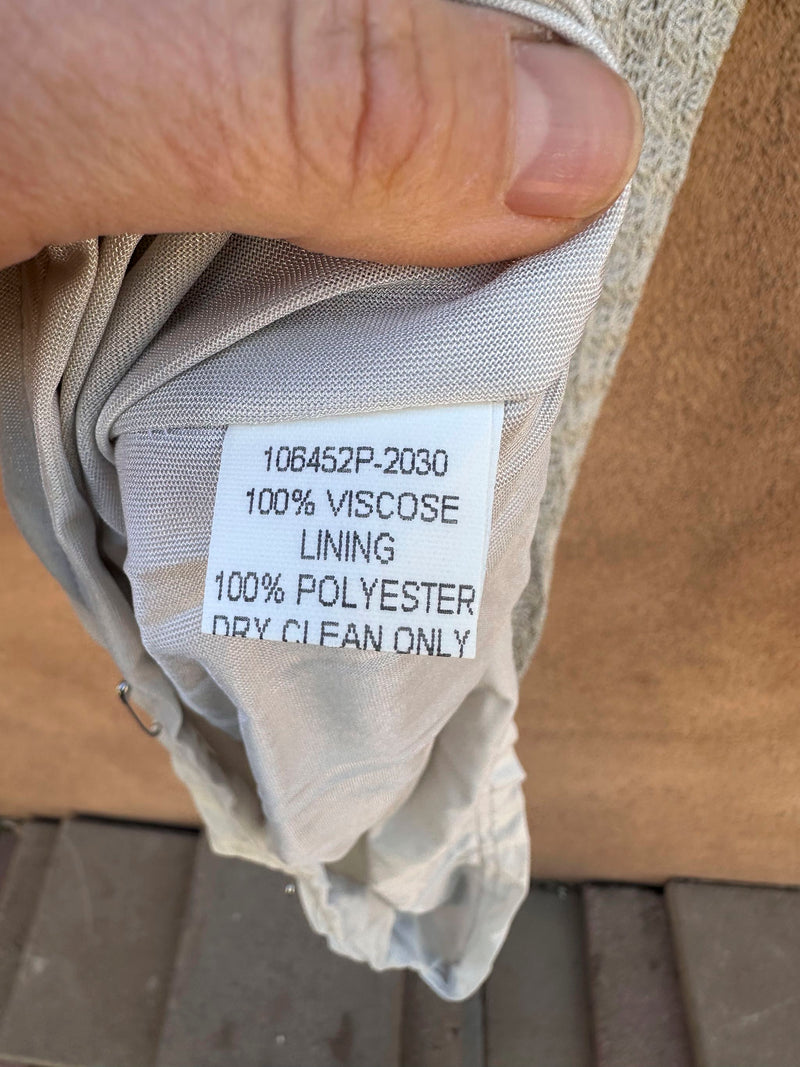 106452P-2030
100% VISCOSE
LINING
100% POLYESTER
DRY CLEAN ONLY